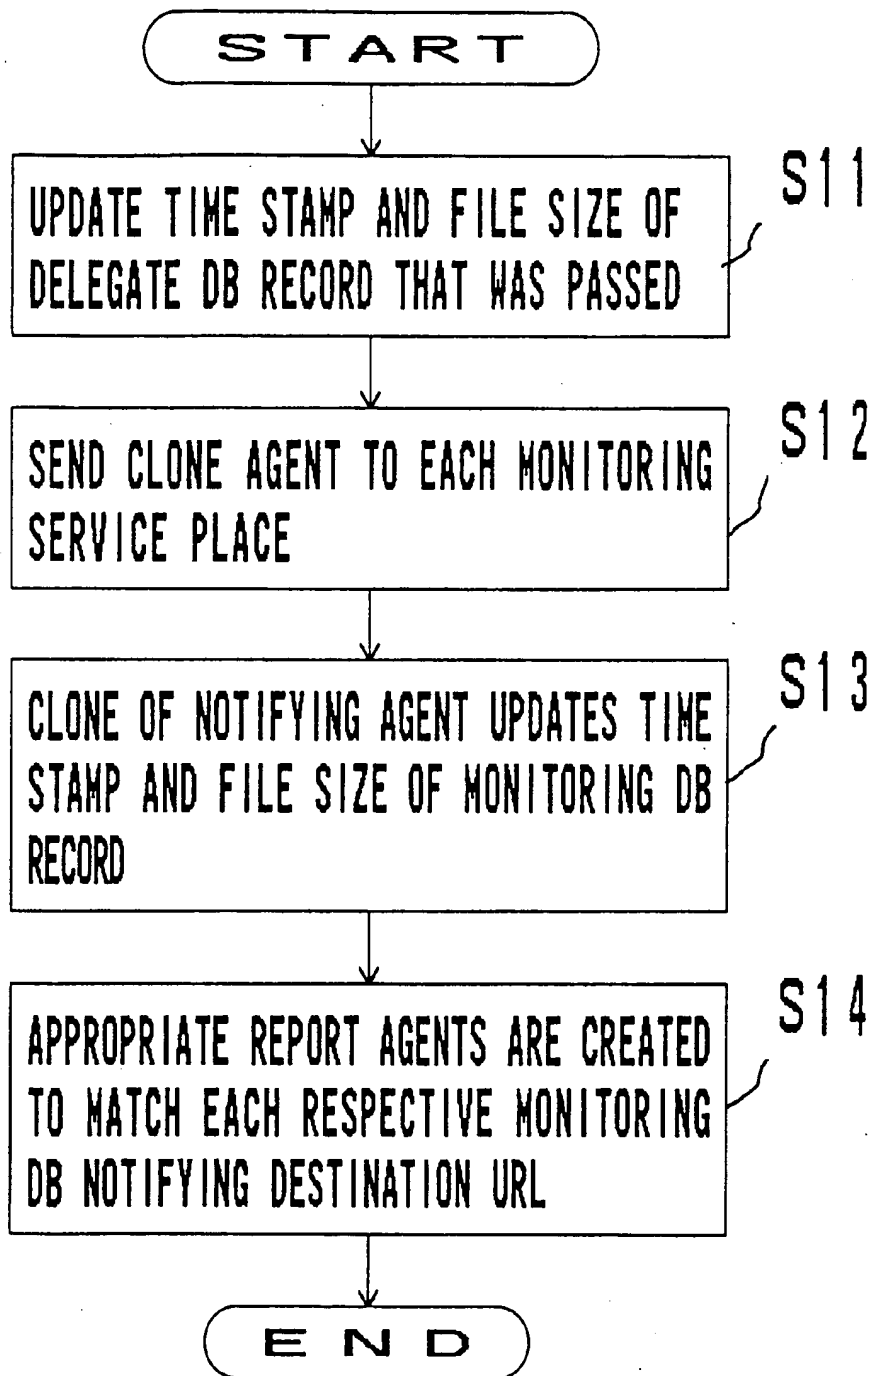 START
S11
UPDATE TIME STAMP AND FILE SIZE OF
DELEGATE DB RECORD THAT WAS PASSED
S12
SEND CLONE AGENT TO EACH MONITORING
SERVICE PLACE
S13
CLONE OF NOTIFYING AGENT UPDATES TIME
STAMP AND FILE SIZE OF MONITORING DB
RECORD
S14
APPROPRIATE REPORT AGENTS ARE CREATED
TO MATCH EACH RESPECTIVE MONITORING
DB NOTIFYING DESTINATION URL
END